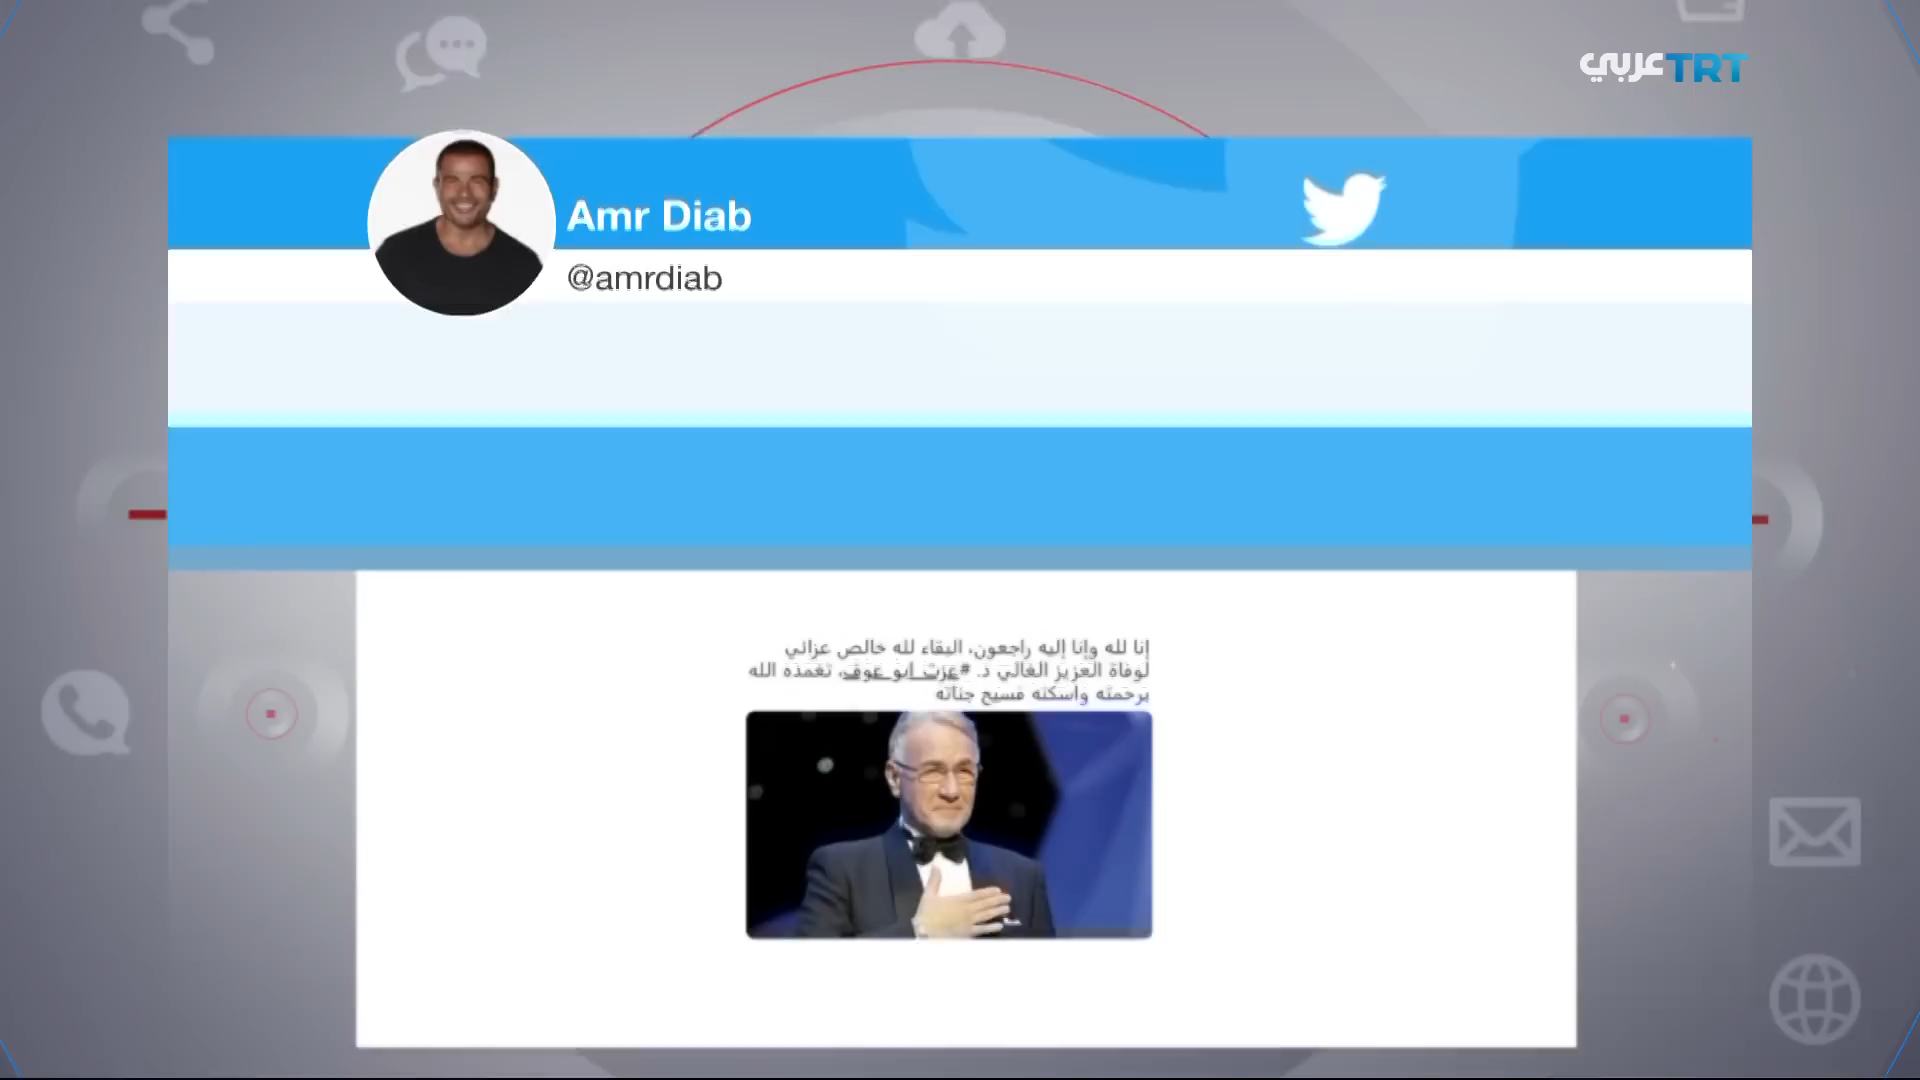 TRT عربي
Amr Diab
@amrdiab
إنا لله وإنا إليه راجعون، البقاء لله خالص عزائي
لوفاة العزيز الغالي د. #عزت_أبو_عوف، تغمده الله
برحمته واسكنه فسيح جناته